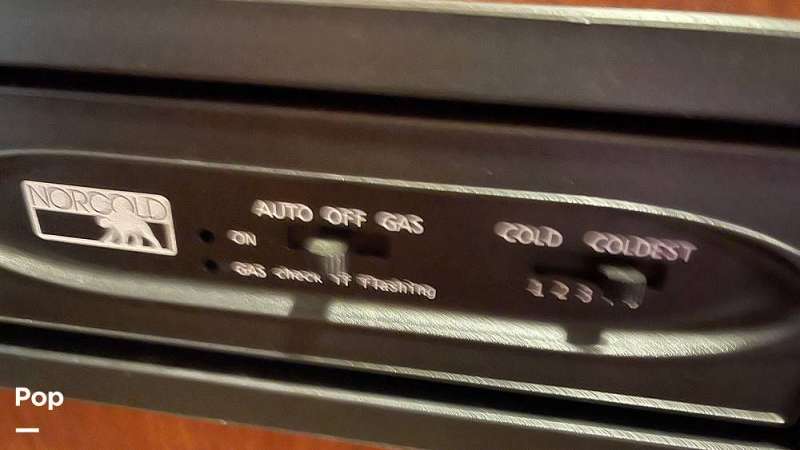 NORCOLD
AUTO OFF GAS
ON
GAS check if flashing
COLD COLDEST
1 2 3
Pop